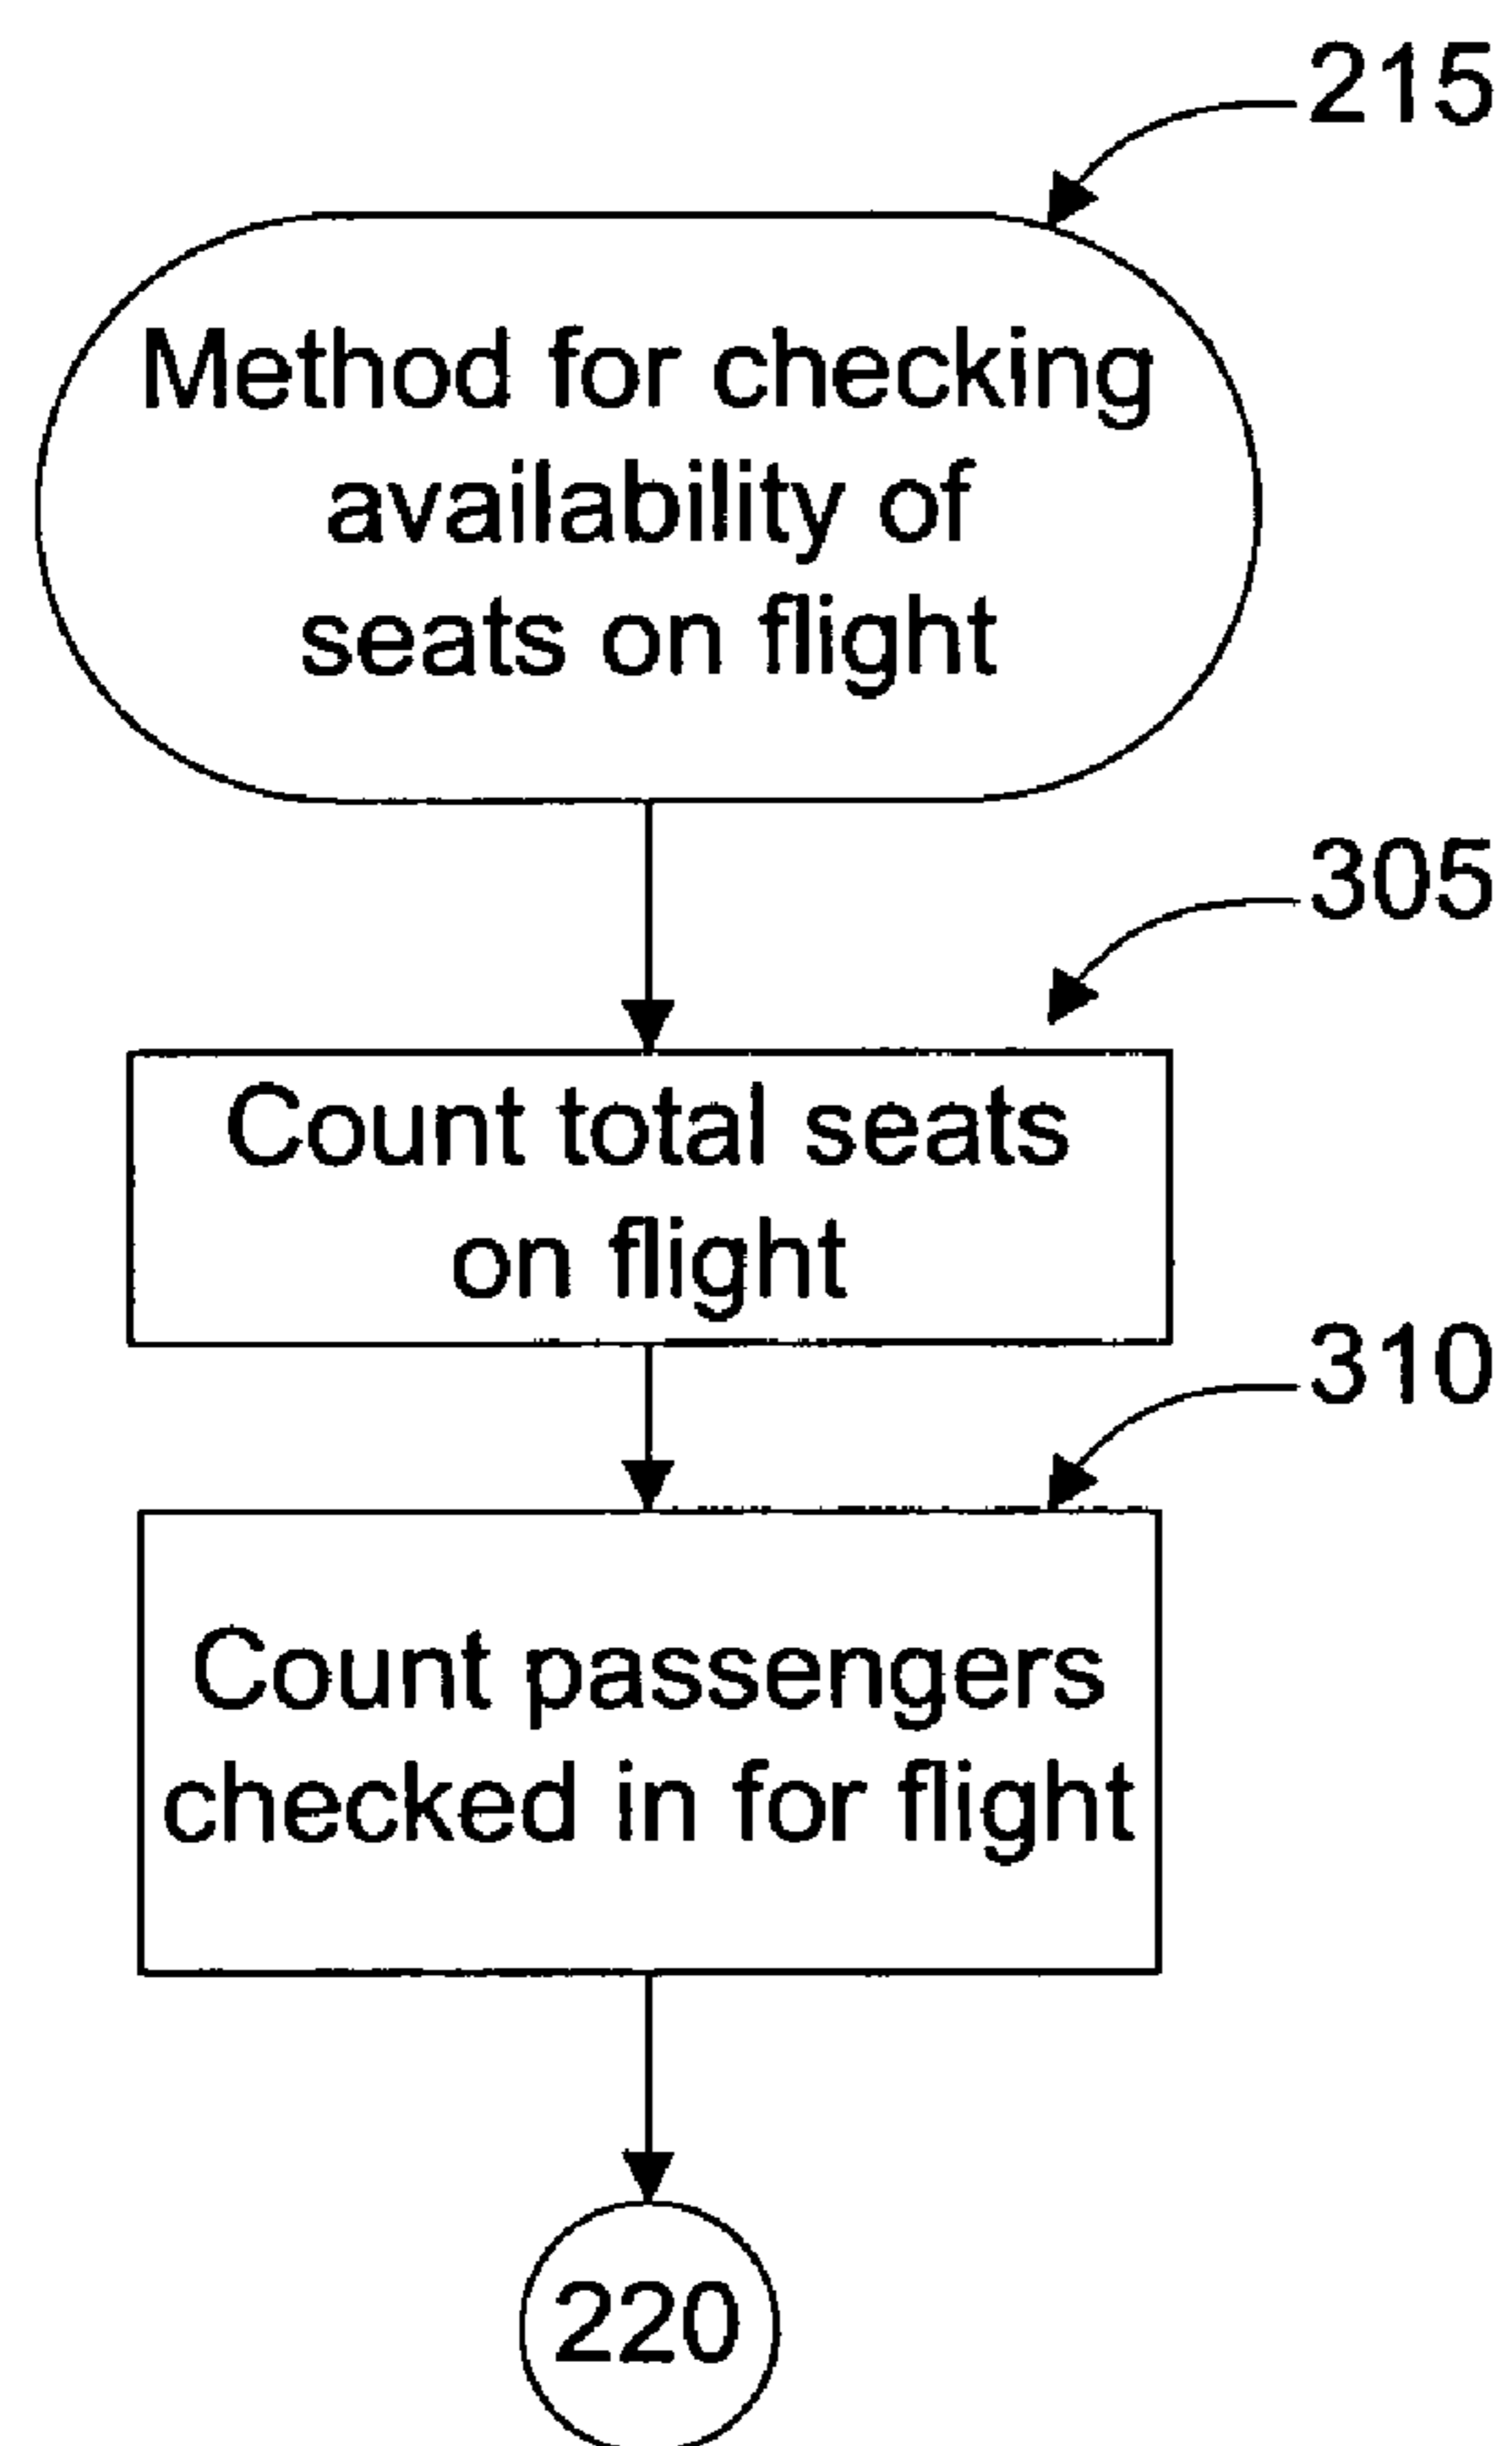 215
Method for checking
availability of
seats on flight
305
Count total seats
on flight
310
Count passengers
checked in for flight
220